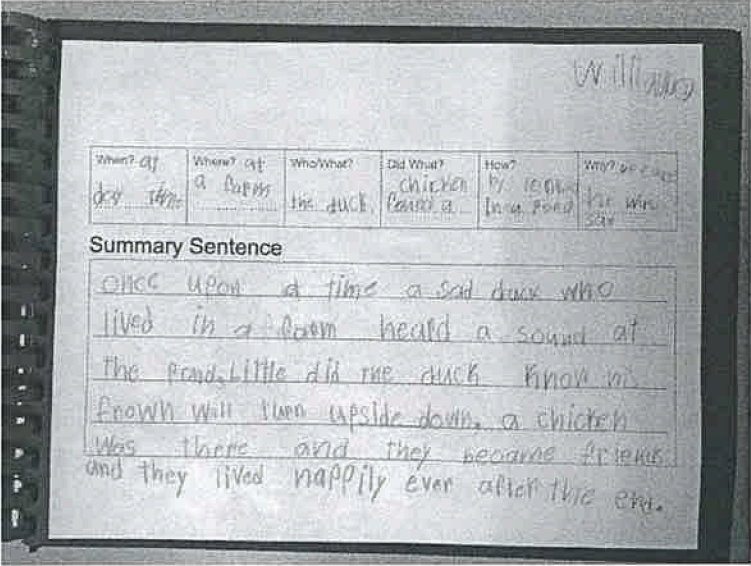 William
When? at
day time
Where? at
a farm
Who/What?
the duck
Did What?
chicken
found a
How?
in a Pond
Why?
Summary Sentence
once upon a time a sad duck who
lived in a farm heard a sound at
the Pond. Little did the duck know his
frown will turn upside down. a chicken
was there and they became friends
and they lived happily ever after the end.